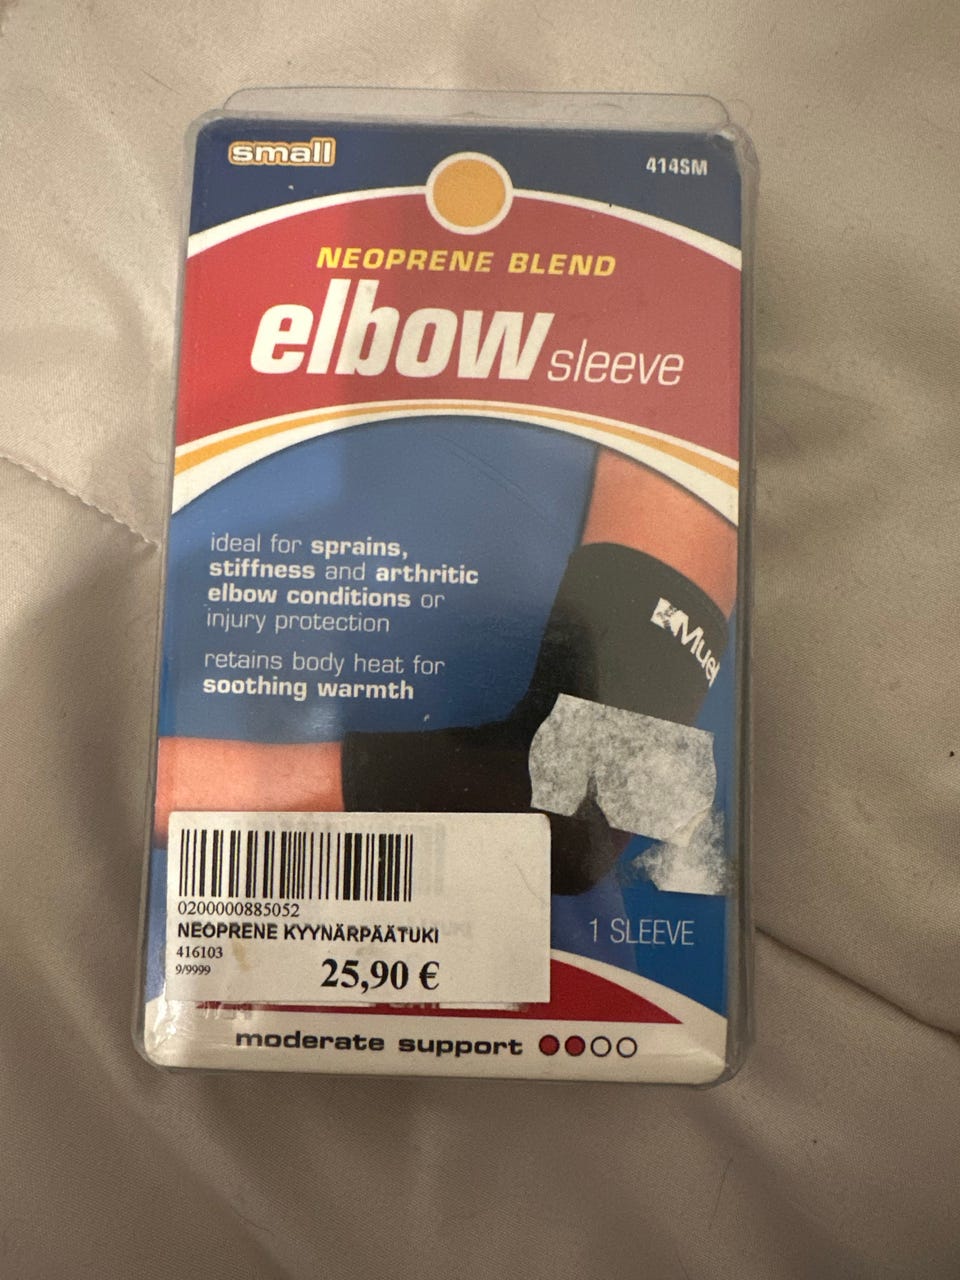 small
414SM
NEOPRENE BLEND
elbow sleeve
ideal for sprains,
stiffness and arthritic
elbow conditions or
injury protection
retains body heat for
soothing warmth
0200000885052
NEOPRENE KYYNÄRPÄÄTUKI
416103
9/9999
25,90 €
1 SLEEVE
moderate support